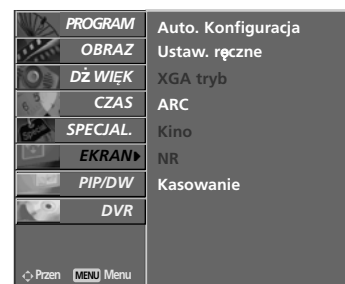 PROGRAM
OBRAZ
DŻWIĘK
CZAS
SPECJAL.
EKRAN
PIP/DW
DVR
Przen MENU Menu
Auto. Konfiguracja
Ustaw. ręczne
XGA tryb
ARC
Kino
NR
Kasowanie